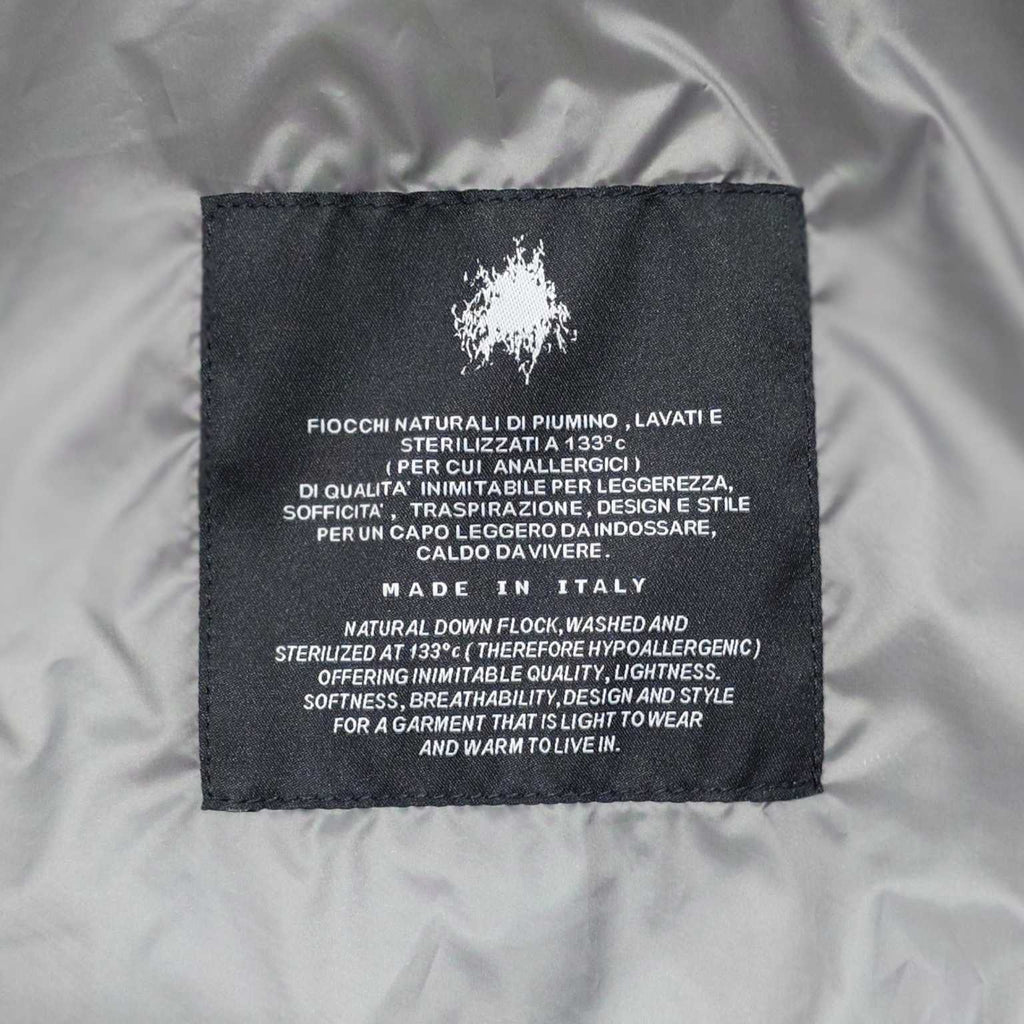 FIOCCHI NATURALI DI PIUMINO , LAVATI E
STERILIZZATI A 133°c
( PER CUI ANALLERGICI )
DI QUALITA' INIMITABILE PER LEGGEREZZA,
SOFFICITA' , TRASPIRAZIONE, DESIGN E STILE
PER UN CAPO LEGGERO DA INDOSSARE,
CALDO DA VIVERE.
MADE IN ITALY
NATURAL DOWN FLOCK, WASHED AND
STERILIZED AT 133°c ( THEREFORE HYPOALLERGENIC )
OFFERING INIMITABLE QUALITY, LIGHTNESS.
SOFTNESS, BREATHABILITY, DESIGN AND STYLE
FOR A GARMENT THAT IS LIGHT TO WEAR
AND WARM TO LIVE IN.